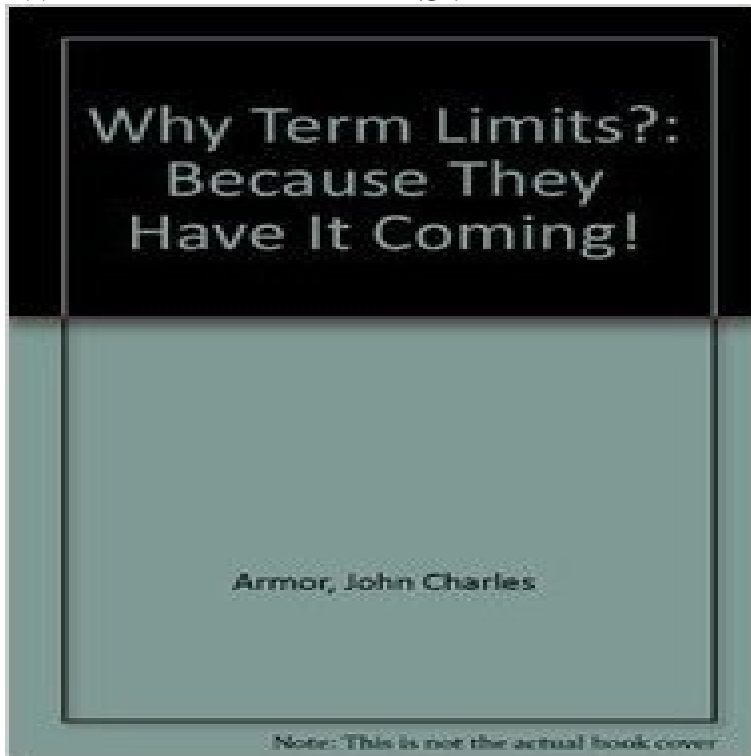 Why Term Limits?:
Because They
Have It Coming!
Armor, John Charles
Note: This is not the actual book cover